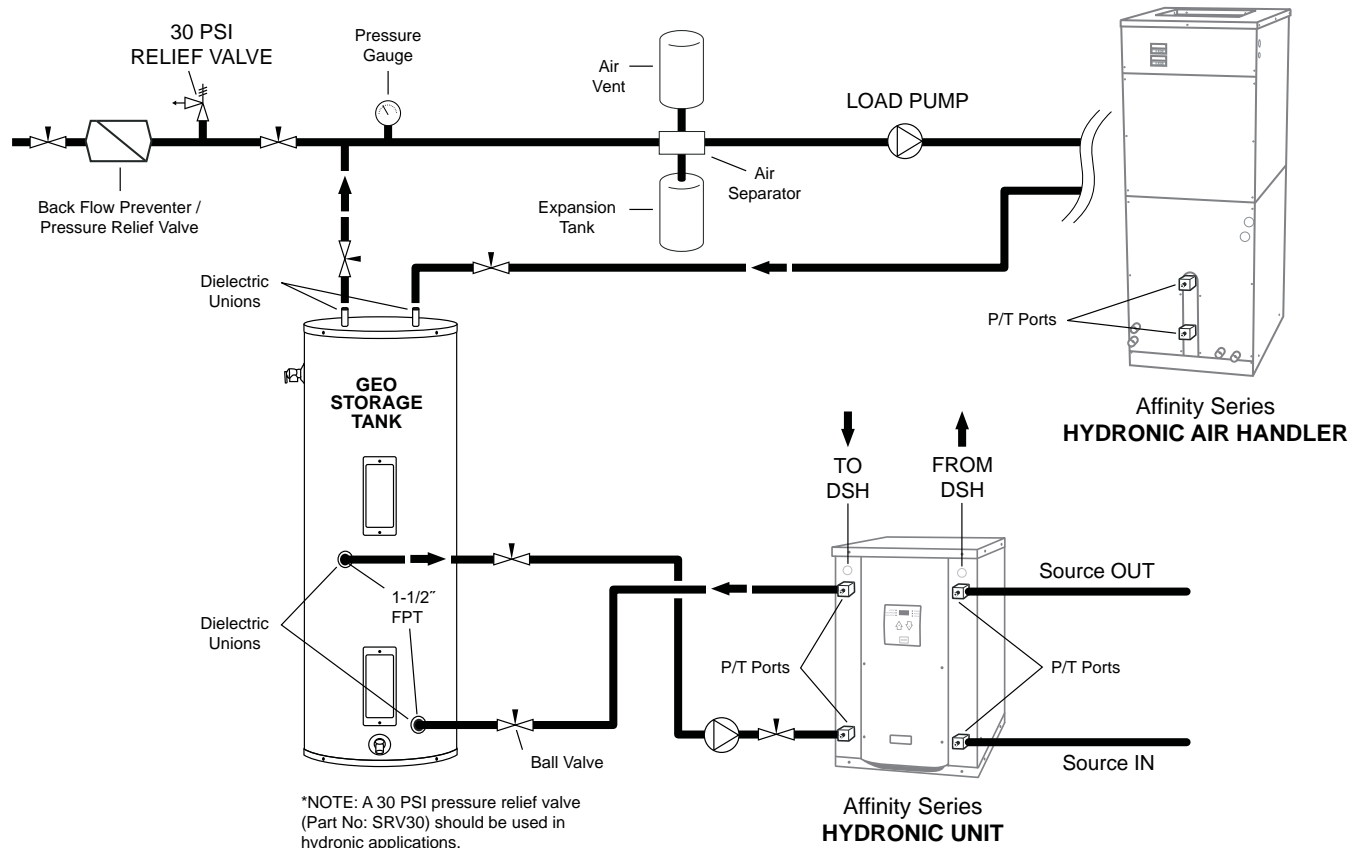 30 PSI
RELIEF VALVE
Pressure
Gauge
Air
Vent
LOAD PUMP
Air
Separator
Back Flow Preventer /
Pressure Relief Valve
Expansion
Tank
Dielectric
Unions
P/T Ports
GEO
STORAGE
TANK
Affinity Series
HYDRONIC AIR HANDLER
TO
DSH
FROM
DSH
Source OUT
1-1/2˝
FPT
Dielectric
Unions
P/T Ports
P/T Ports
Ball Valve
Source IN
*NOTE: A 30 PSI pressure relief valve
(Part No: SRV30) should be used in
hydronic applications.
Affinity Series
HYDRONIC UNIT